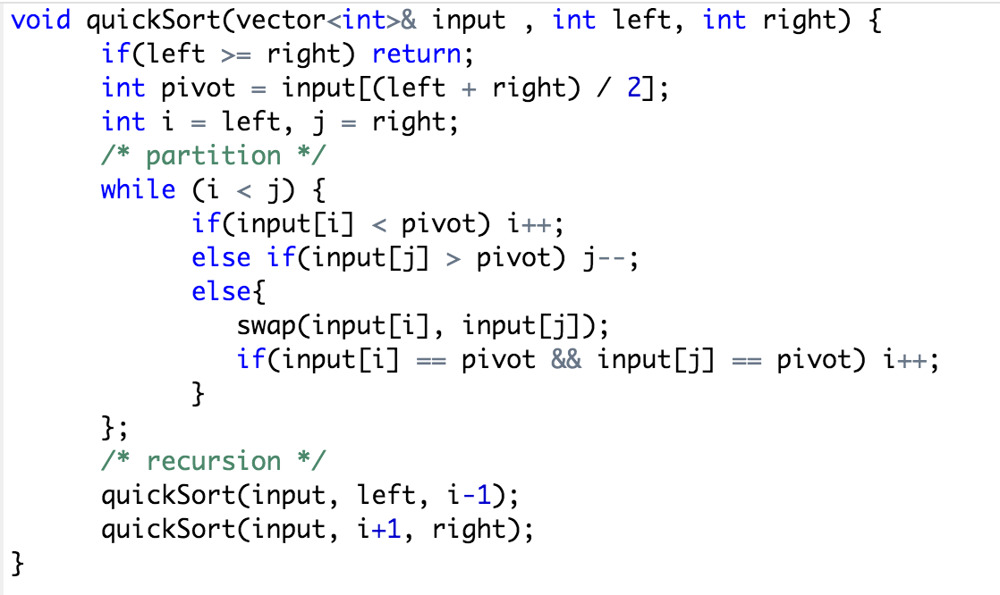 void quickSort(vector<int>& input , int left, int right) {
if(left >= right) return;
int pivot = input[(left + right) / 2];
int i = left, j = right;
/* partition */
while (i < j) {
if(input[i] < pivot) i++;
else if(input[j] > pivot) j--;
else{
swap(input[i], input[j]);
if(input[i] == pivot && input[j] == pivot) i++;
}
};
/* recursion */
quickSort(input, left, i-1);
quickSort(input, i+1, right);
}